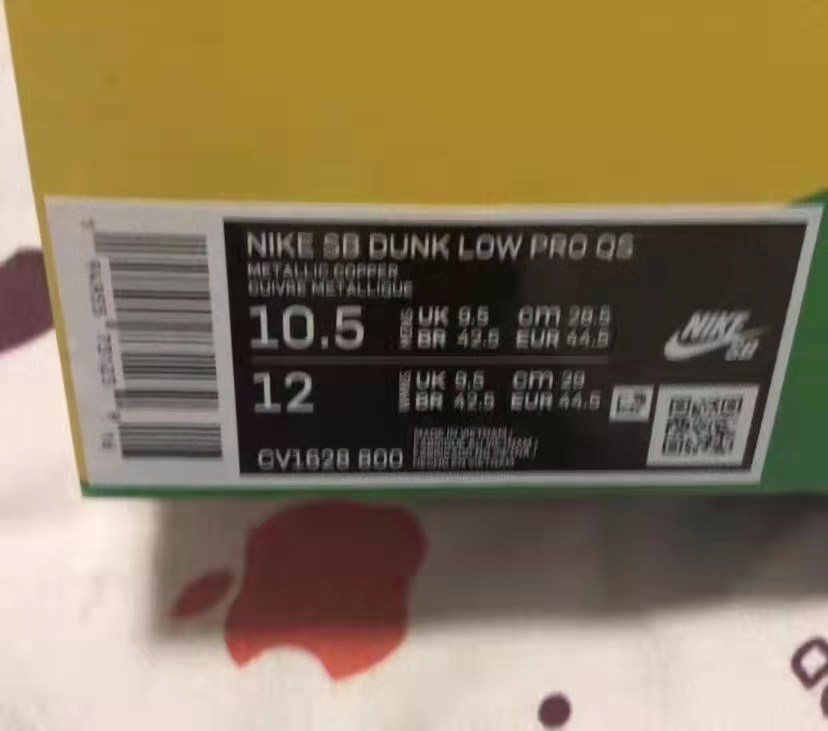 NIKE SB DUNK LOW PRO QS
METALLIC COPPER
CUIVRE METALLIQUE
10.5
MENS
UK 9.5 cm 28.5
BR 42.5 EUR 44.5
12
UK 9.5 cm 29
BR 42.5 EUR 44.5
CV1628 800
MADE IN VIETNAM /
NIKE
SB